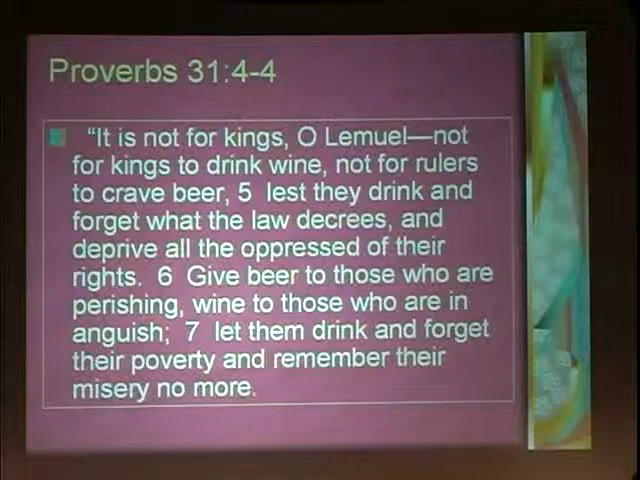 Proverbs 31:4-4
“It is not for kings, O Lemuel—not
for kings to drink wine, not for rulers
to crave beer, 5 lest they drink and
forget what the law decrees, and
deprive all the oppressed of their
rights. 6 Give beer to those who are
perishing, wine to those who are in
anguish; 7 let them drink and forget
their poverty and remember their
misery no more.